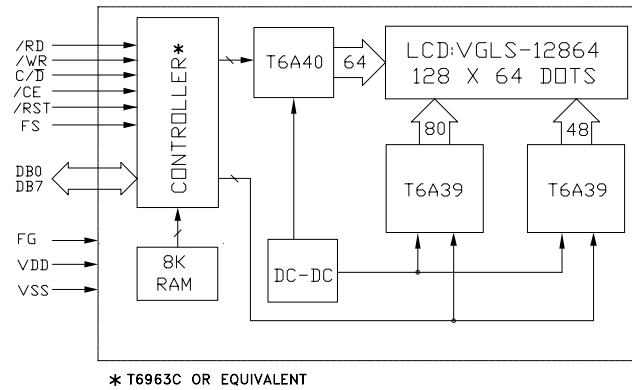 /RD
/WR
C/D̅
/CE
/RST
FS
DB0
DB7
FG
VDD
VSS
CONTROLLER*
8K
RAM
T6A40
64
LCD:VGLS-12864
128 X 64 DOTS
80
48
T6A39
T6A39
DC-DC
* T6963C OR EQUIVALENT